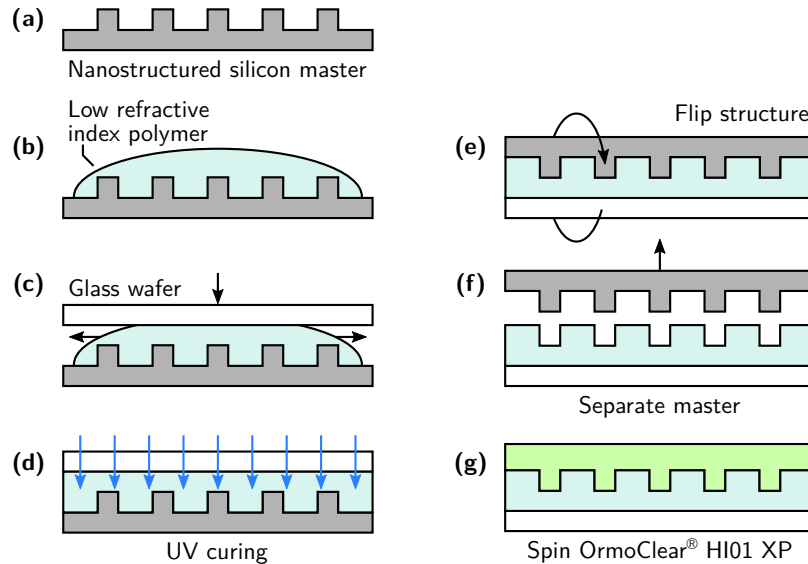 (a)
Nanostructured silicon master
Low refractive
index polymer
(b)
(c)
Glass wafer
(d)
UV curing
Flip structure
(e)
(f)
Separate master
(g)
Spin OrmoClear® HI01 XP